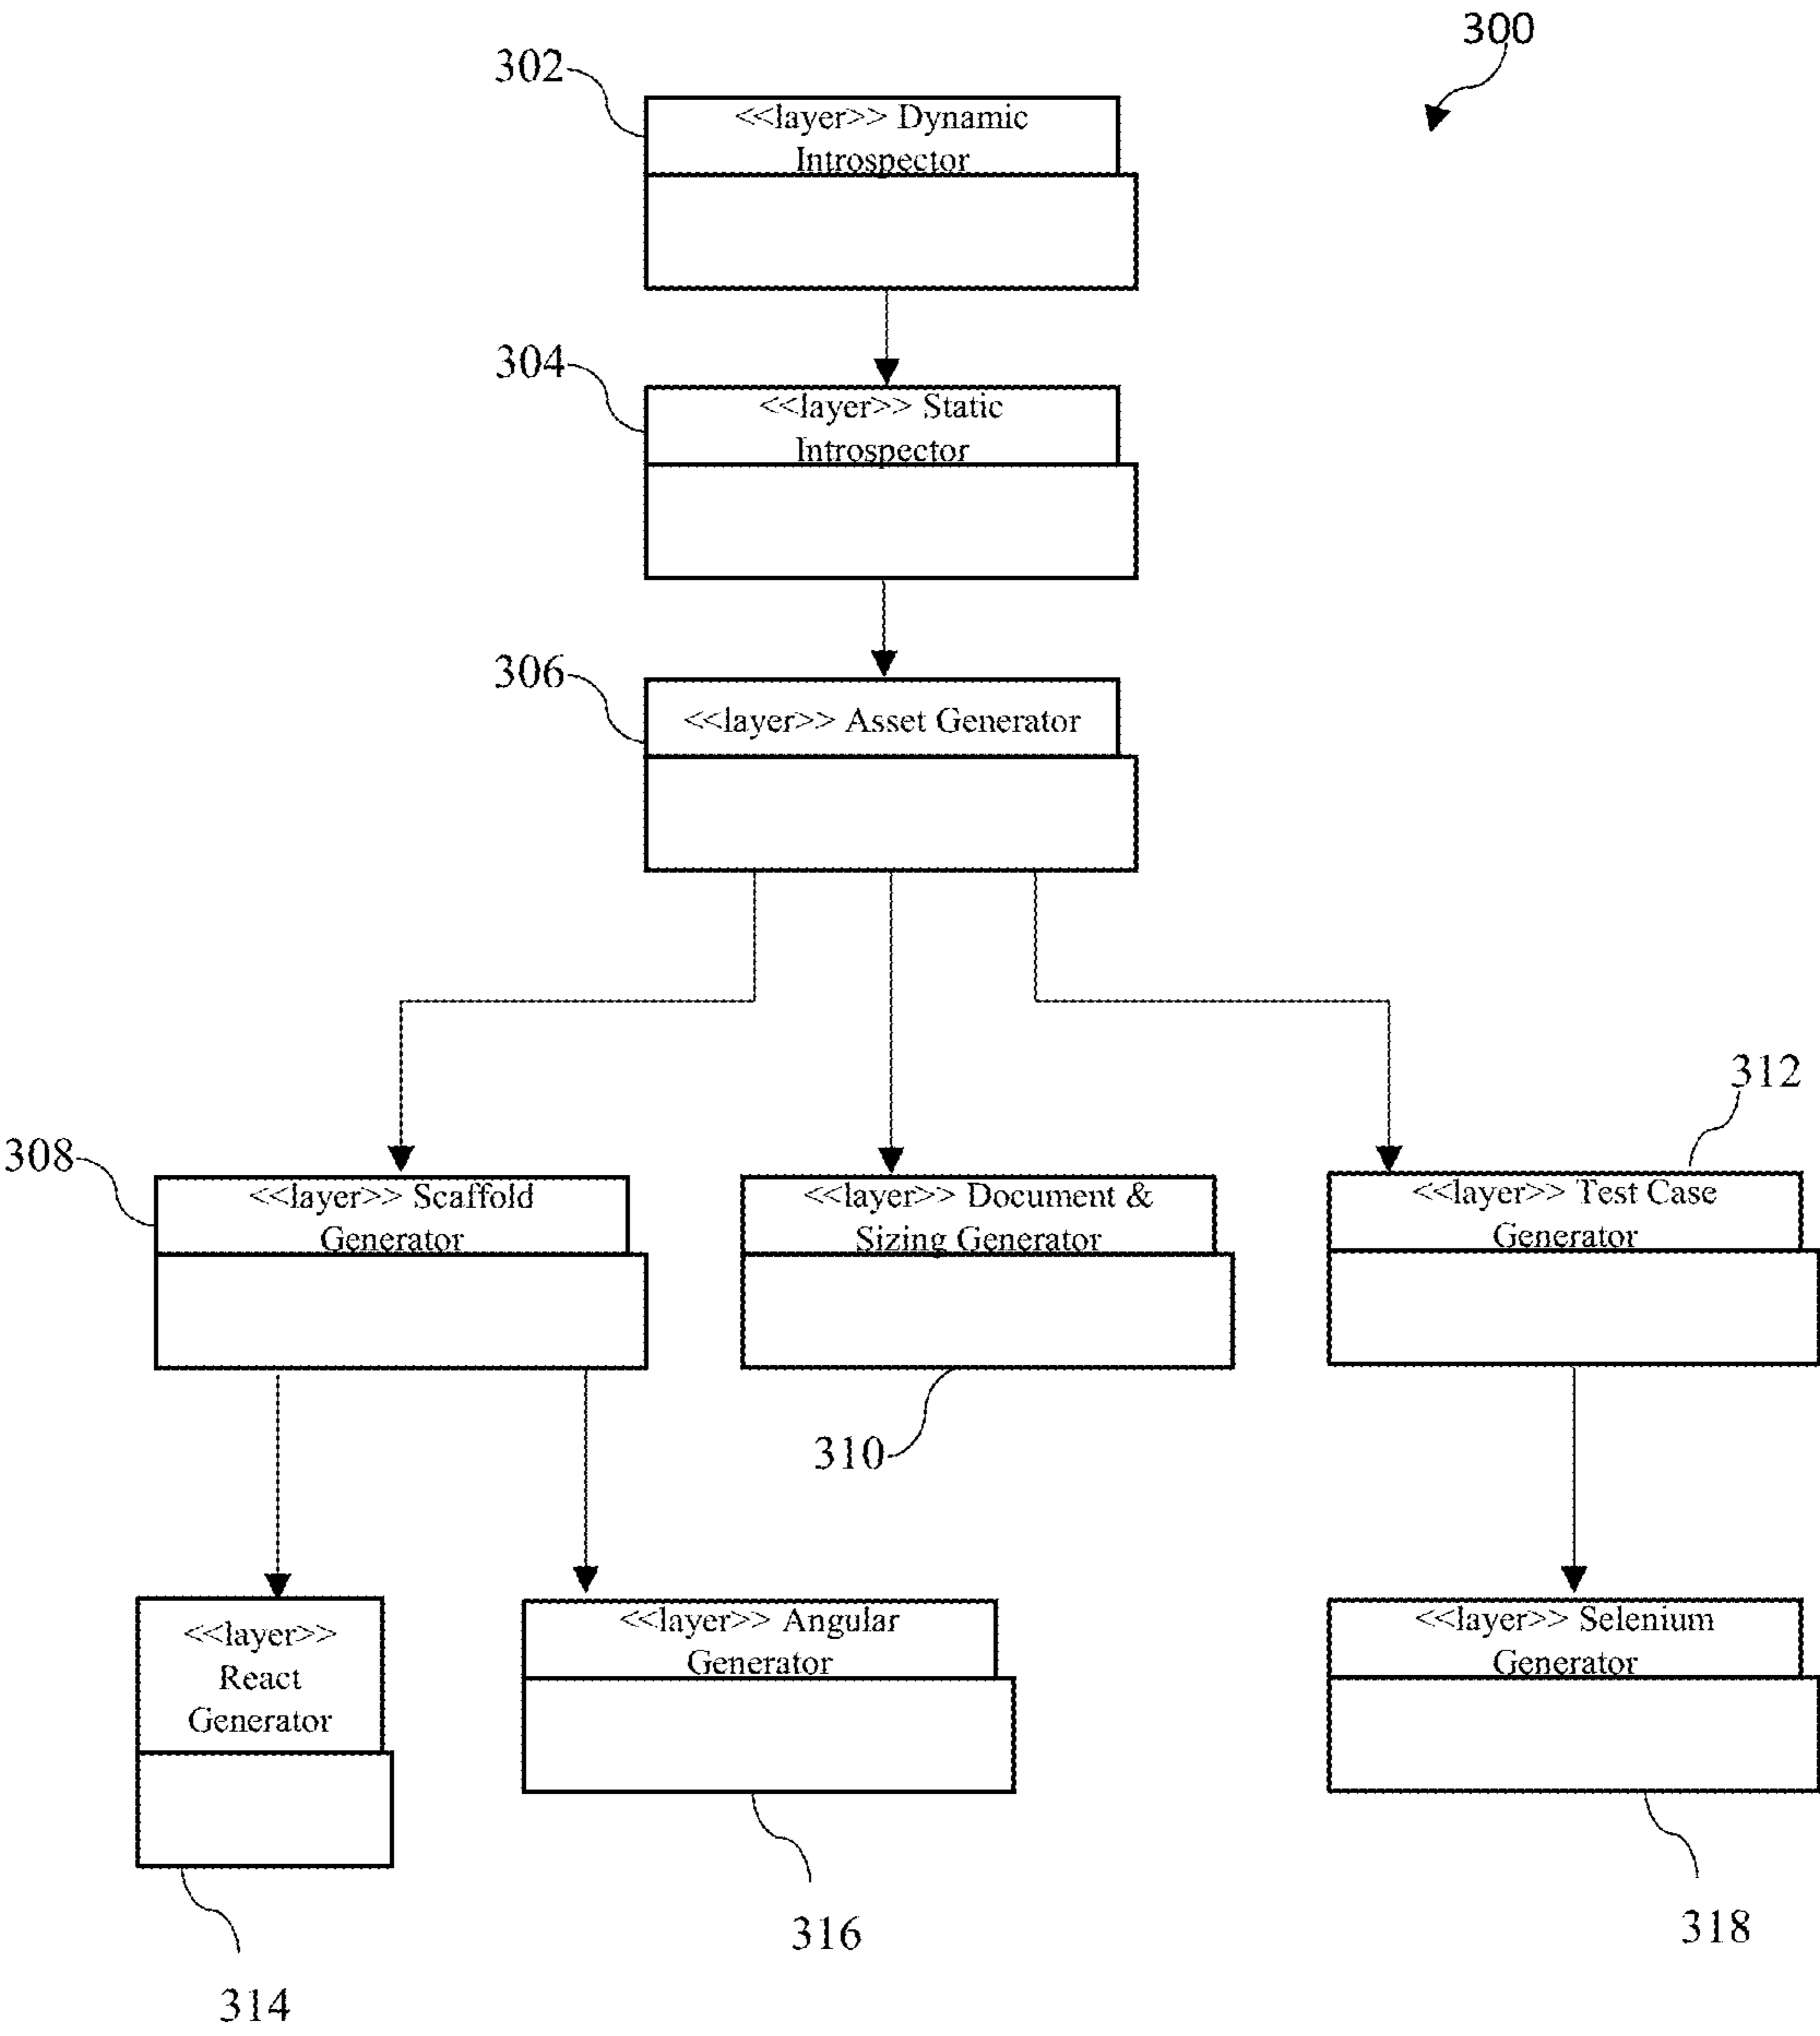 300
302
<<layer>> Dynamic
Introspector
304
<<layer>> Static
Introspector
306
<<layer>> Asset Generator
312
308
<<layer>> Scaffold
Generator
<<layer>> Document &
Sizing Generator
<<layer>> Test Case
Generator
310
<<layer>>
React
Generator
<<layer>> Angular
Generator
<<layer>> Selenium
Generator
316
318
314